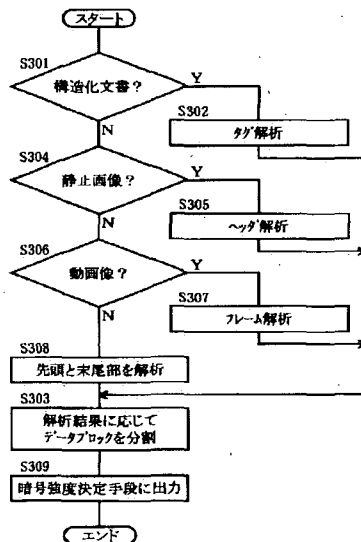 スタート
S301
構造化文書?
Y
S302
タグ解析
N
S304
静止画像?
Y
S305
ヘッダ解析
N
S306
動画像?
Y
S307
フレーム解析
N
S308
先頭と末尾部を解析
S303
解析結果に応じて
データブロックを分割
S309
暗号強度決定手段に出力
エンド